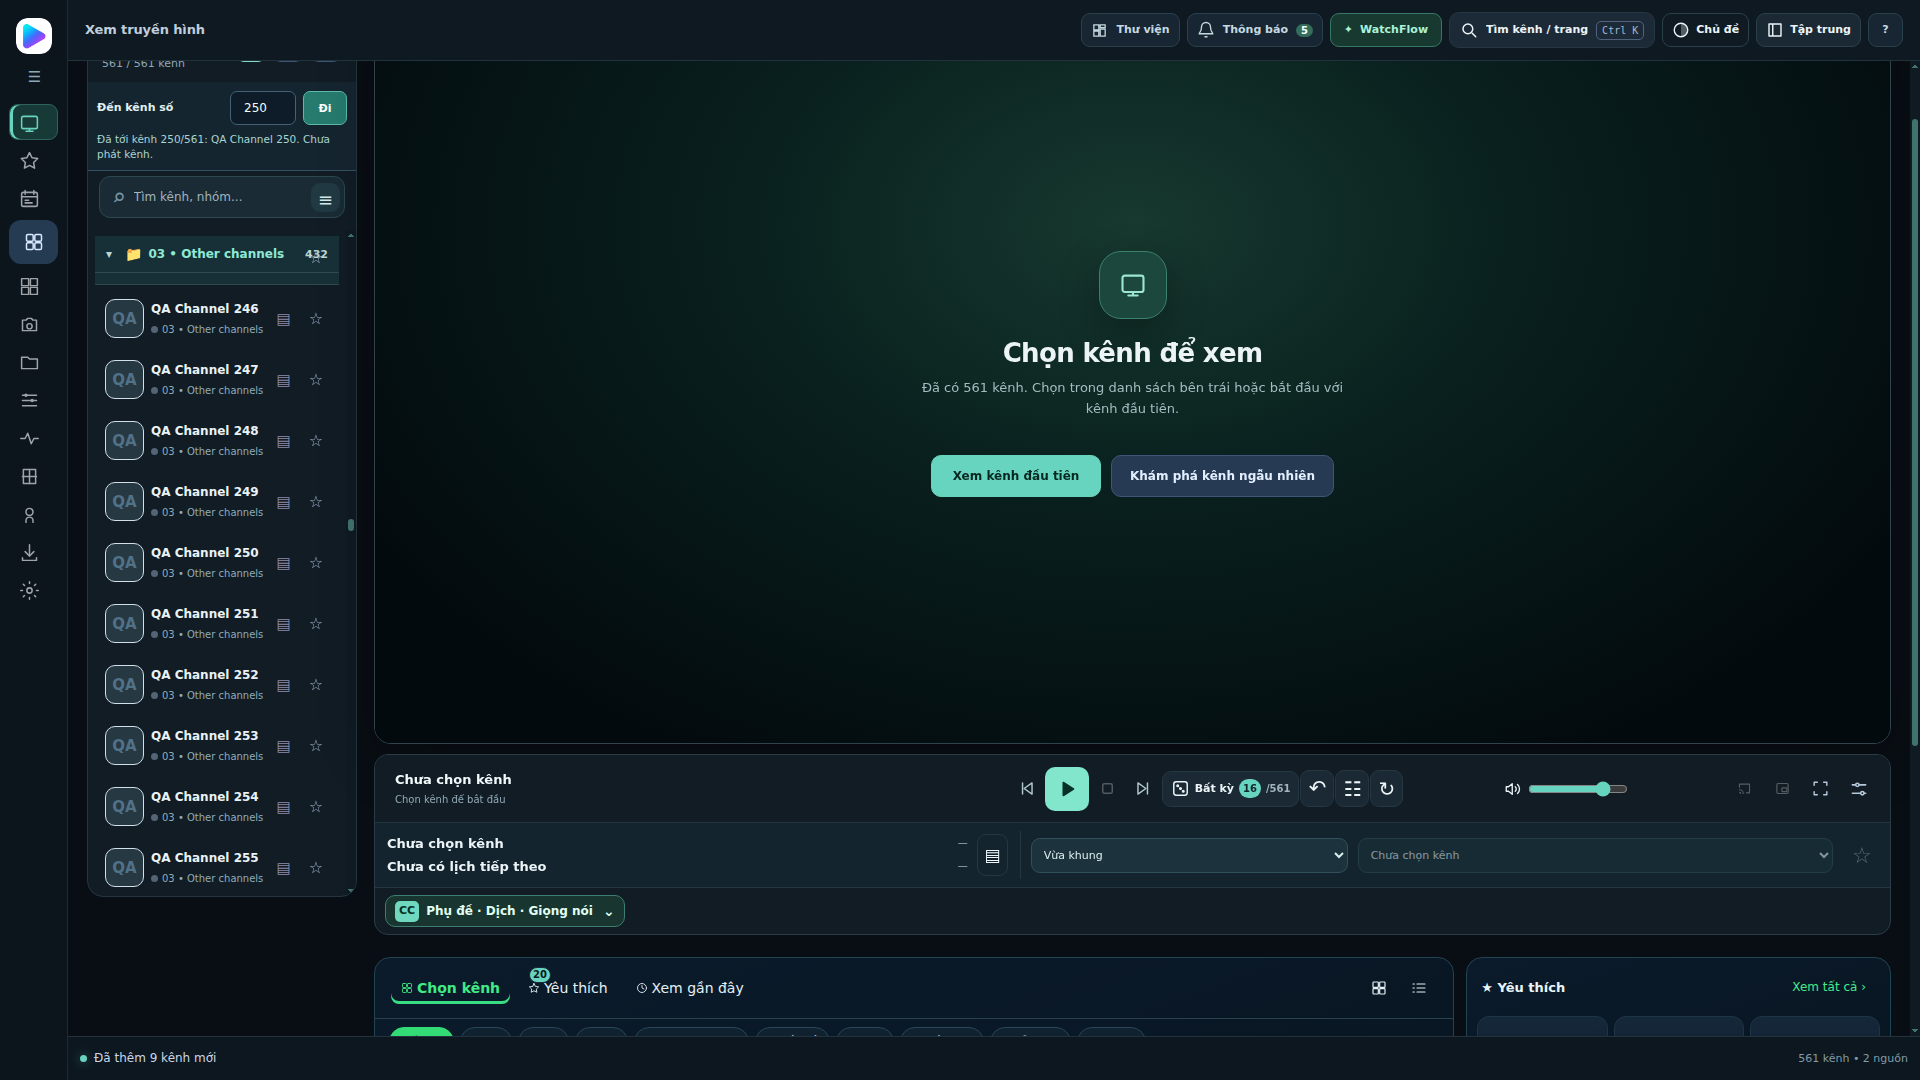 Xem truyền hình
Thư viện
Thông báo 5
✦ WatchFlow
Tìm kênh / trang Ctrl K
Chủ đề
Tập trung
?
561 / 561 kênh
Đến kênh số 250 Đi
Đã tới kênh 250/561: QA Channel 250. Chưa
phát kênh.
Tìm kênh, nhóm...
03 • Other channels 432
QA QA Channel 246
03 • Other channels
QA QA Channel 247
03 • Other channels
QA QA Channel 248
03 • Other channels
QA QA Channel 249
03 • Other channels
QA QA Channel 250
03 • Other channels
QA QA Channel 251
03 • Other channels
QA QA Channel 252
03 • Other channels
QA QA Channel 253
03 • Other channels
QA QA Channel 254
03 • Other channels
QA QA Channel 255
03 • Other channels
Chọn kênh để xem
Đã có 561 kênh. Chọn trong danh sách bên trái hoặc bắt đầu với
kênh đầu tiên.
Xem kênh đầu tiên
Khám phá kênh ngẫu nhiên
Chưa chọn kênh
Chọn kênh để bắt đầu
Bất kỳ 16 /561
Chưa chọn kênh —
Chưa có lịch tiếp theo —
Vừa khung
Chưa chọn kênh
CC Phụ đề · Dịch · Giọng nói
Chọn kênh
20
Yêu thích
Xem gần đây
★ Yêu thích
Xem tất cả ›
Đã thêm 9 kênh mới
561 kênh • 2 nguồn